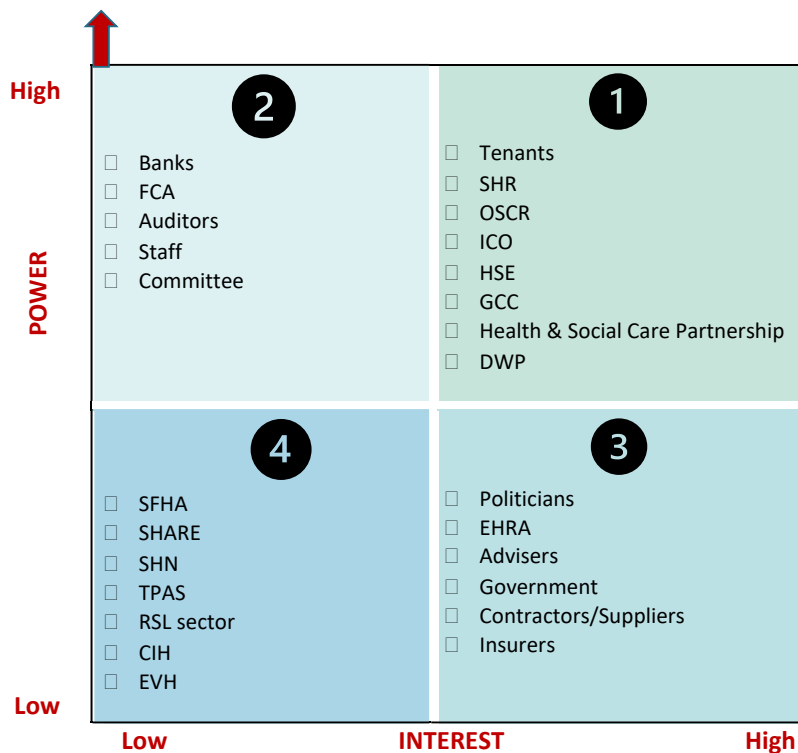 High
POWER
Low
2
□ Banks
□ FCA
□ Auditors
□ Staff
□ Committee
1
□ Tenants
□ SHR
□ OSCR
□ ICO
□ HSE
□ GCC
□ Health & Social Care Partnership
□ DWP
4
□ SFHA
□ SHARE
□ SHN
□ TPAS
□ RSL sector
□ CIH
□ EVH
3
□ Politicians
□ EHRA
□ Advisers
□ Government
□ Contractors/Suppliers
□ Insurers
Low INTEREST High